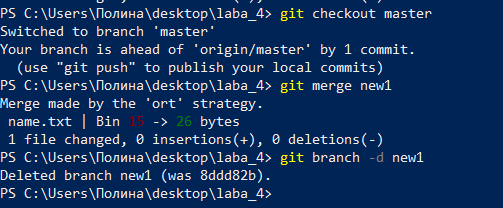 PS C:\Users\Полина\desktop\laba_4> git checkout master
Switched to branch 'master'
Your branch is ahead of 'origin/master' by 1 commit.
  (use "git push" to publish your local commits)
PS C:\Users\Полина\desktop\laba_4> git merge new1
Merge made by the 'ort' strategy.
 name.txt | Bin 15 -> 26 bytes
 1 file changed, 0 insertions(+), 0 deletions(-)
PS C:\Users\Полина\desktop\laba_4> git branch -d new1
Deleted branch new1 (was 8ddd82b).
PS C:\Users\Полина\desktop\laba_4>